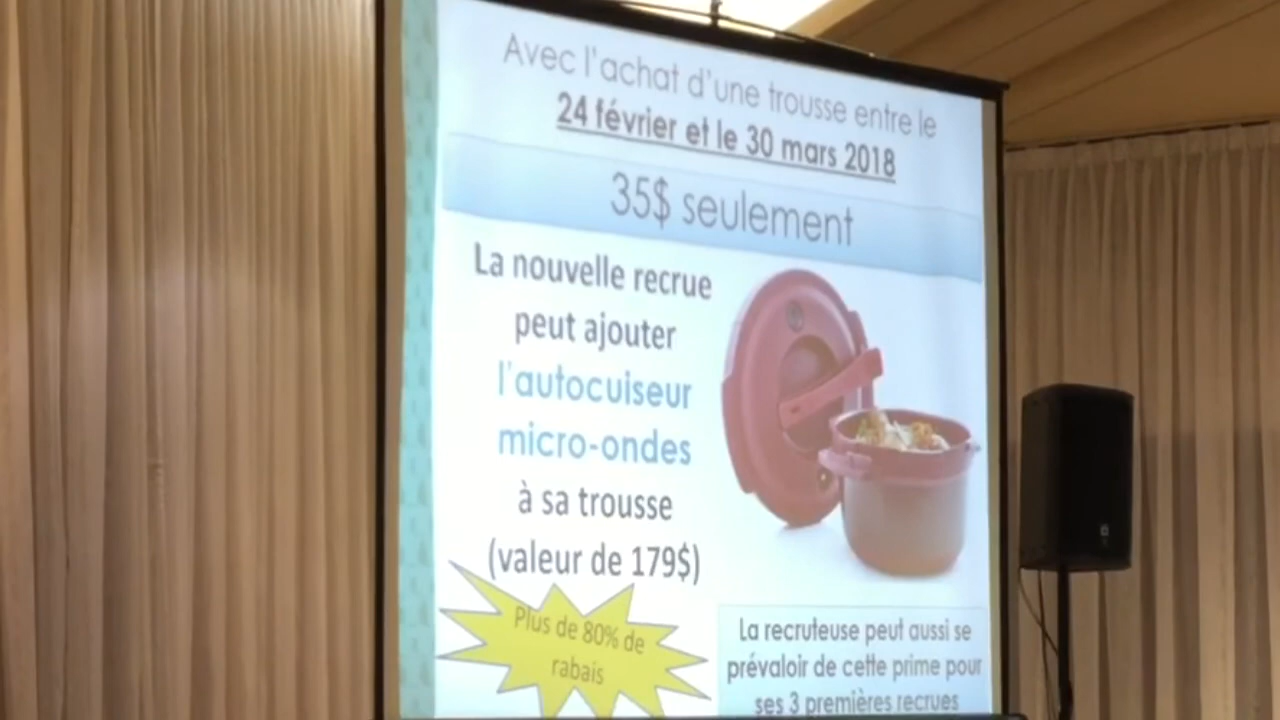 Avec l'achat d'une trousse entre le
24 février et le 30 mars 2018
35$ seulement
La nouvelle recrue
peut ajouter
l'autocuiseur
micro-ondes
à sa trousse
(valeur de 179$)
Plus de 80% de
rabais
La recruteuse peut aussi se
prévaloir de cette prime pour
ses 3 premières recrues